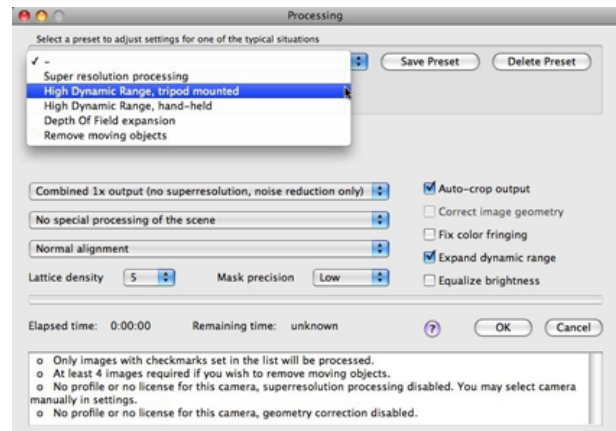 Processing
Select a preset to adjust settings for one of the typical situations
-
Super resolution processing
High Dynamic Range, tripod mounted
High Dynamic Range, hand-held
Depth Of Field expansion
Remove moving objects
Save Preset
Delete Preset
Combined 1x output (no superresolution, noise reduction only)
No special processing of the scene
Normal alignment
Lattice density 5 Mask precision Low
Auto-crop output
Correct image geometry
Fix color fringing
Expand dynamic range
Equalize brightness
Elapsed time: 0:00:00 Remaining time: unknown
? OK Cancel
o Only images with checkmarks set in the list will be processed.
o At least 4 images required if you wish to remove moving objects.
o No profile or no license for this camera, superresolution processing disabled. You may select camera
manually in settings.
o No profile or no license for this camera, geometry correction disabled.